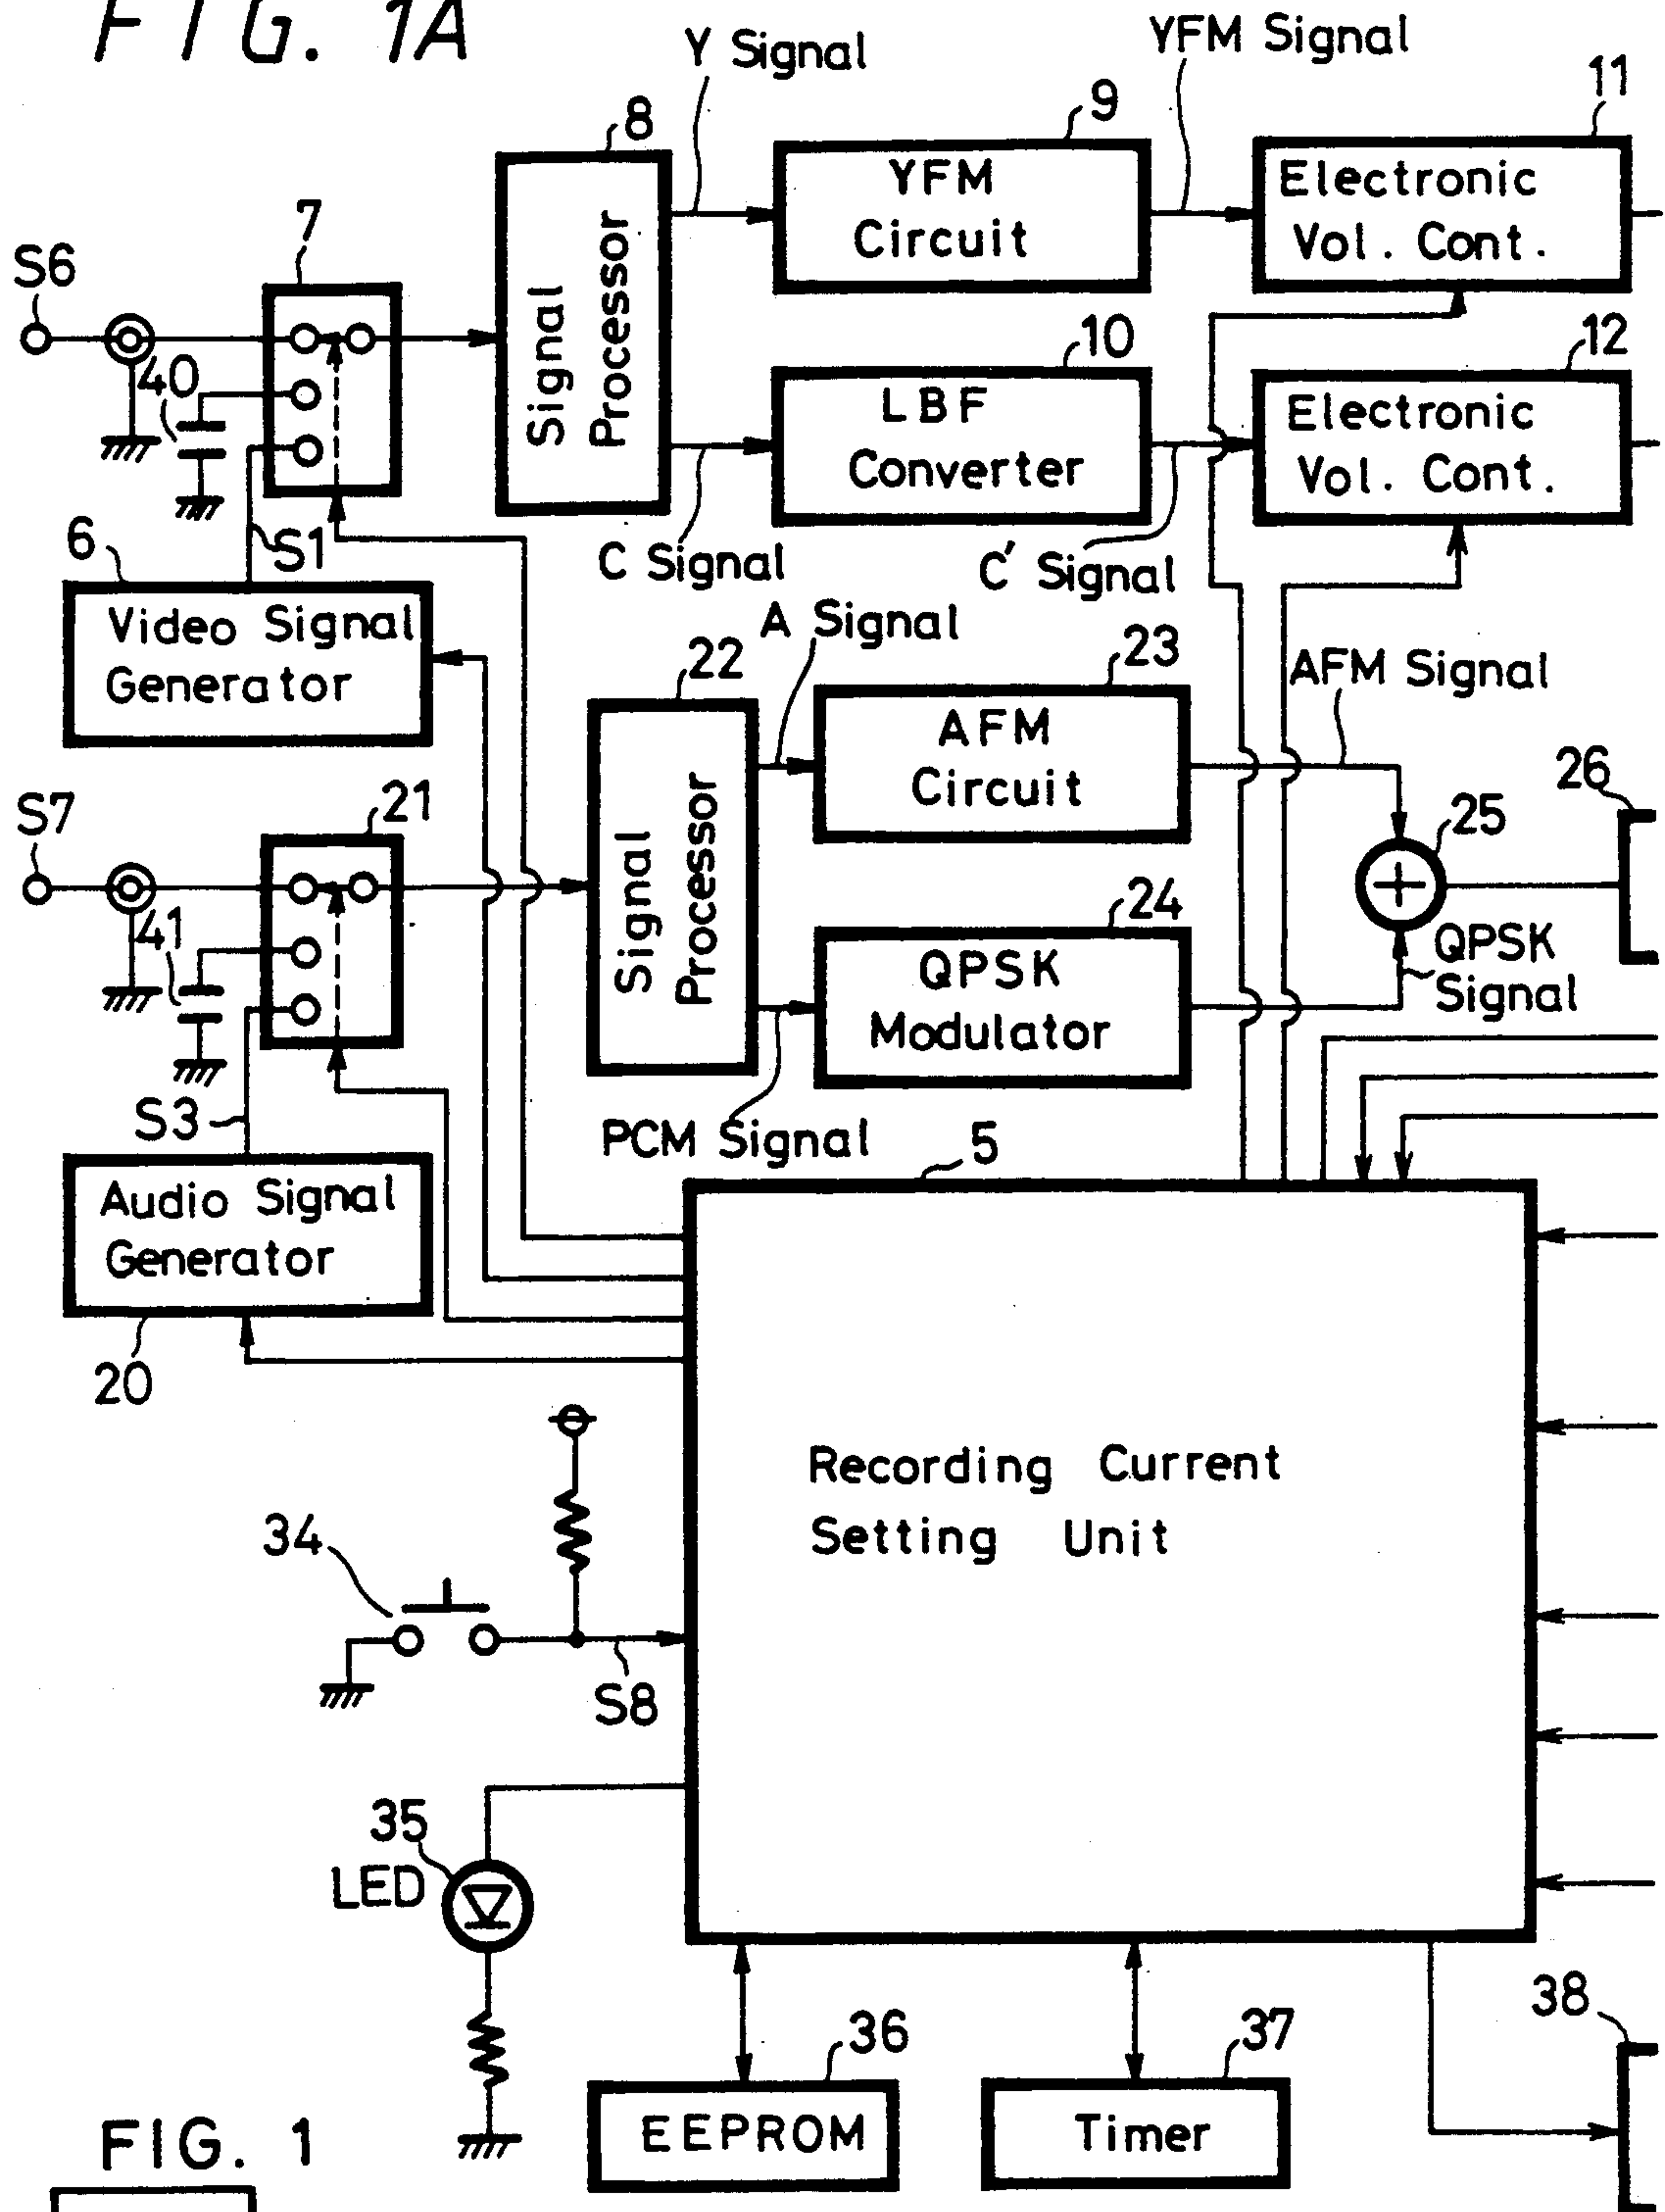 FIG. 1A
Y Signal
YFM Signal
8
9
11
YFM
Circuit
Electronic
Vol. Cont.
7
S6
Signal
Processor
10
12
40
LBF
Converter
Electronic
Vol. Cont.
6
S1
C Signal
C' Signal
Video Signal
Generator
A Signal
22
23
AFM Signal
AFM
Circuit
26
S7
21
Signal
Processor
25
41
24
QPSK
Modulator
QPSK
Signal
S3
PCM Signal
5
Audio Signal
Generator
20
Recording Current
Setting Unit
34
S8
35
LED
36
37
38
EEPROM
Timer
FIG. 1